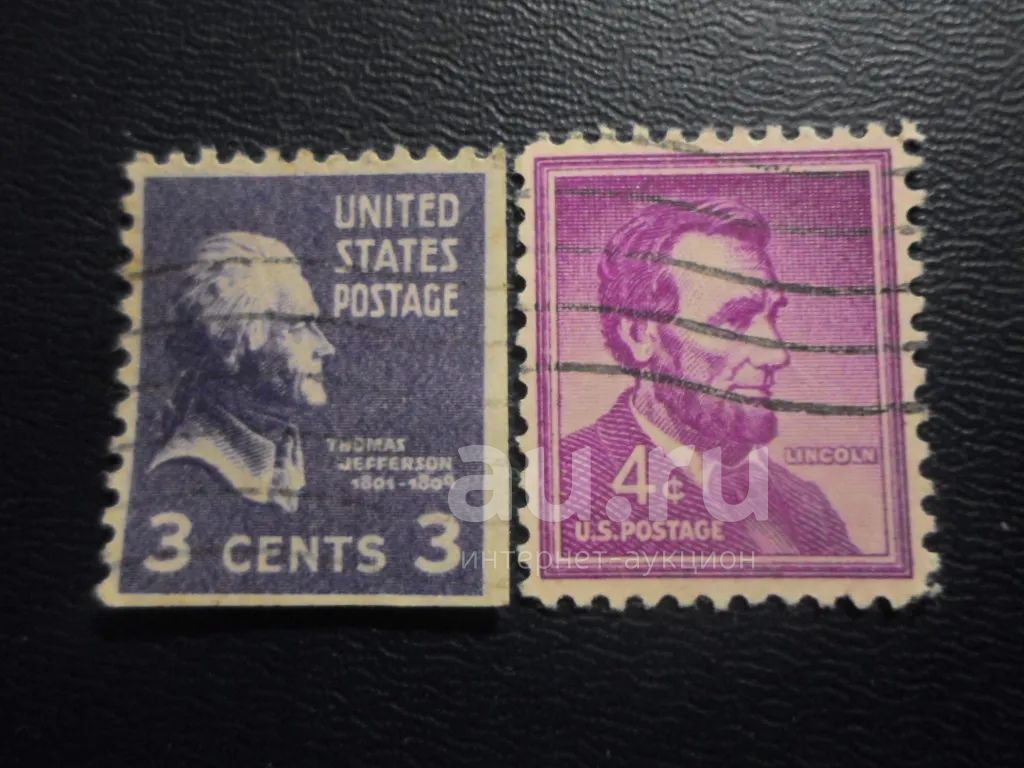 UNITED
STATES
POSTAGE
THOMAS
JEFFERSON
1801-1809
3 CENTS 3
LINCOLN
4¢
U.S. POSTAGE
au.ru
интернет-аукцион